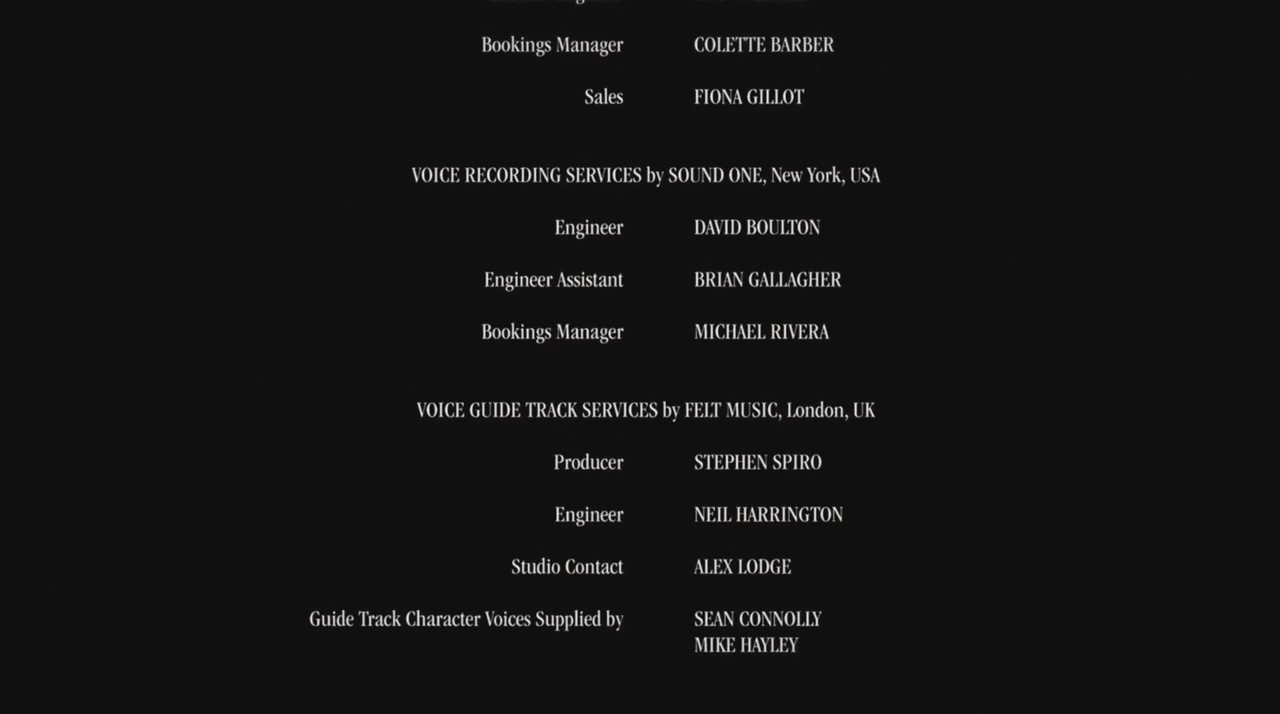 Bookings Manager COLETTE BARBER
Sales FIONA GILLOT
VOICE RECORDING SERVICES by SOUND ONE, New York, USA
Engineer DAVID BOULTON
Engineer Assistant BRIAN GALLAGHER
Bookings Manager MICHAEL RIVERA
VOICE GUIDE TRACK SERVICES by FELT MUSIC, London, UK
Producer STEPHEN SPIRO
Engineer NEIL HARRINGTON
Studio Contact ALEX LODGE
Guide Track Character Voices Supplied by SEAN CONNOLLY
MIKE HAYLEY